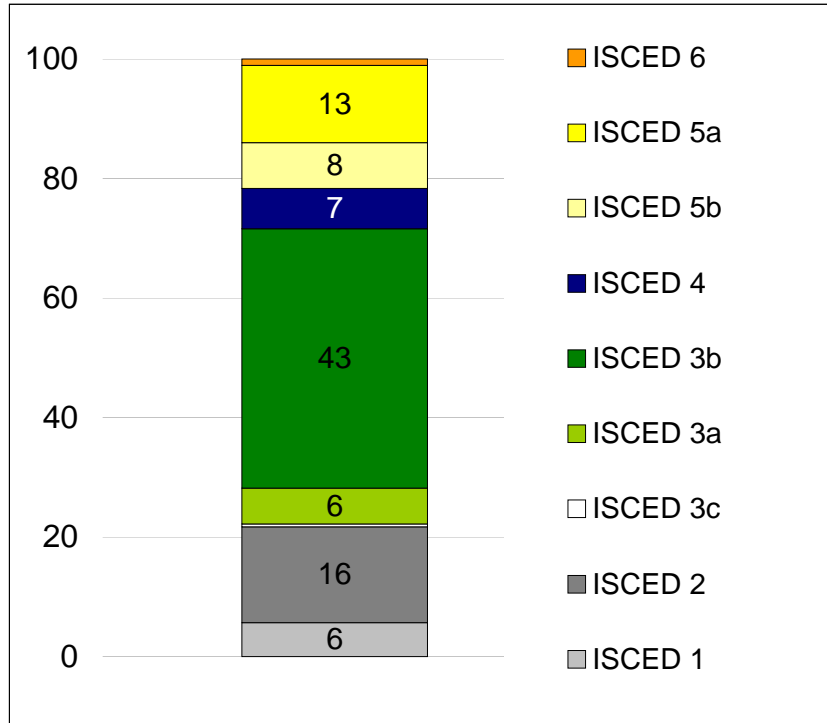 100
80
60
40
20
0
13
8
7
43
6
16
6
ISCED 6
ISCED 5a
ISCED 5b
ISCED 4
ISCED 3b
ISCED 3a
ISCED 3c
ISCED 2
ISCED 1